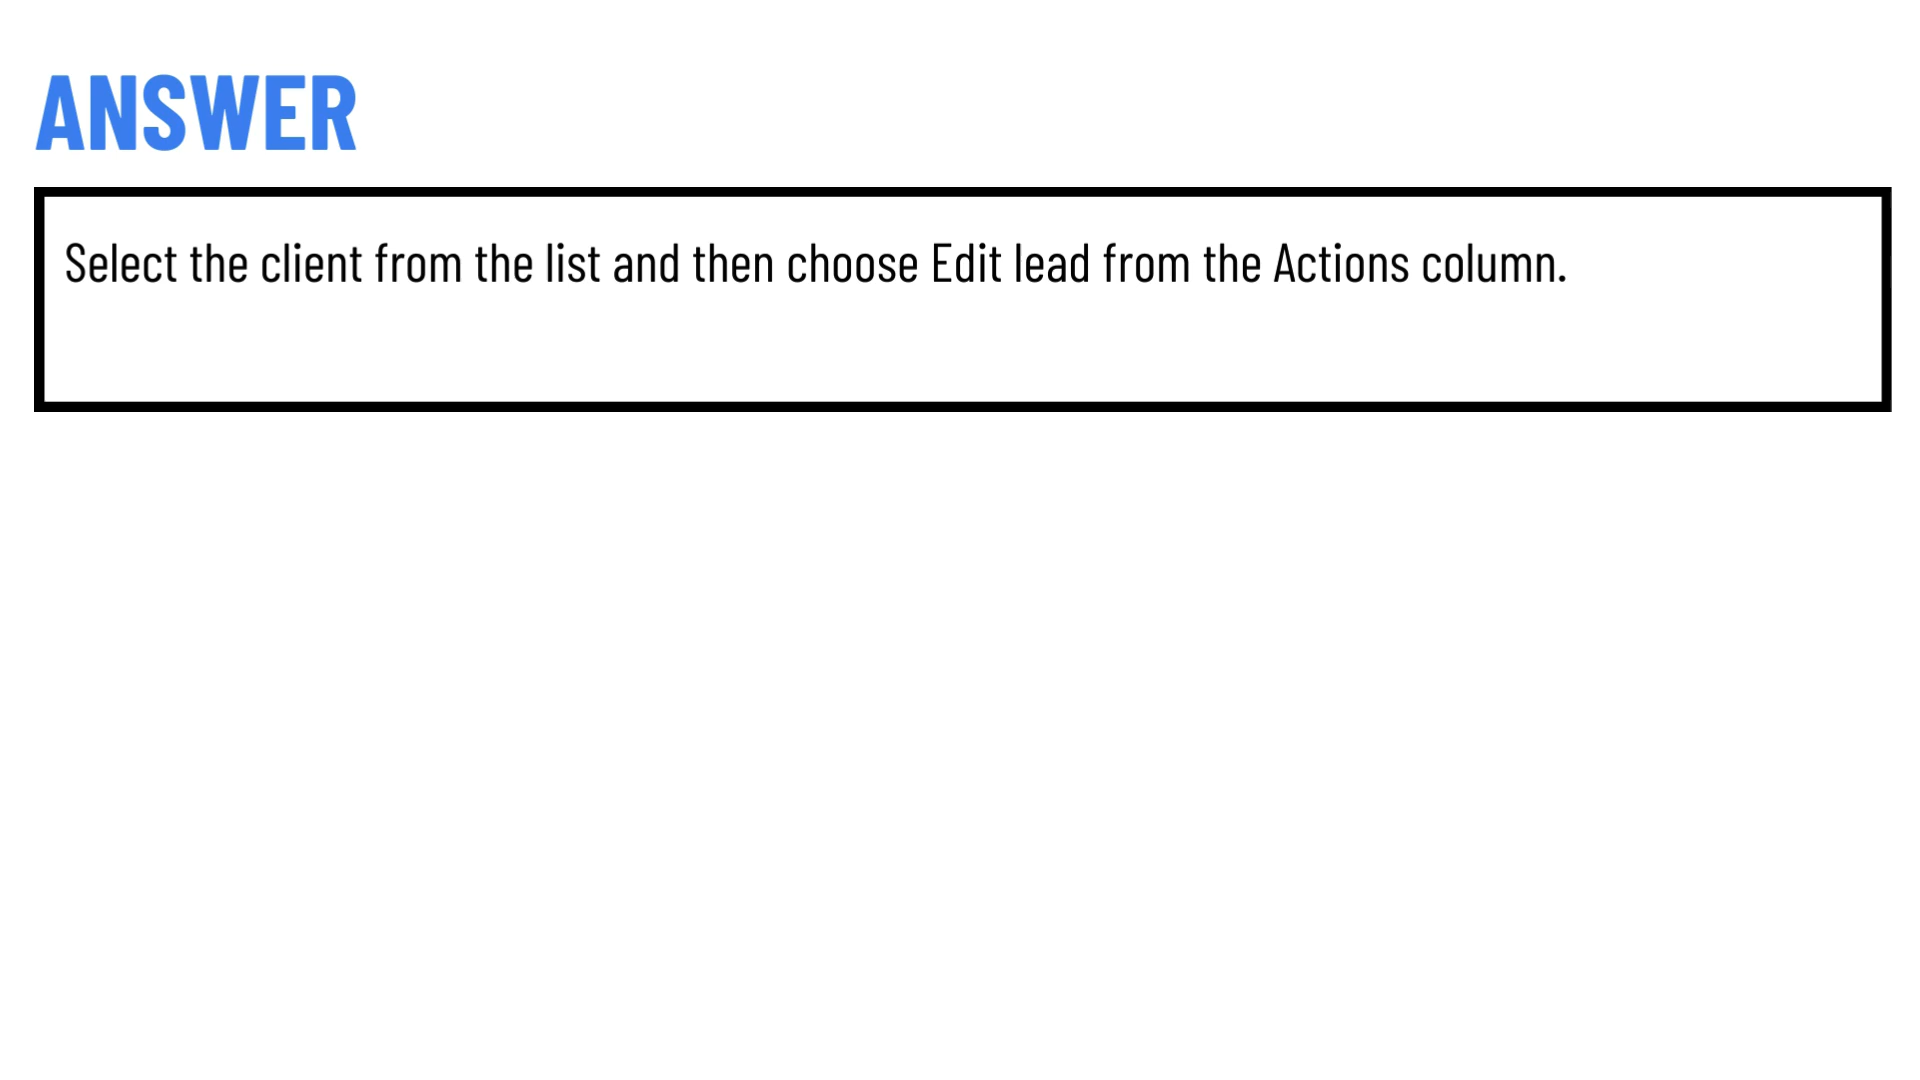 ANSWER
Select the client from the list and then choose Edit lead from the Actions column.